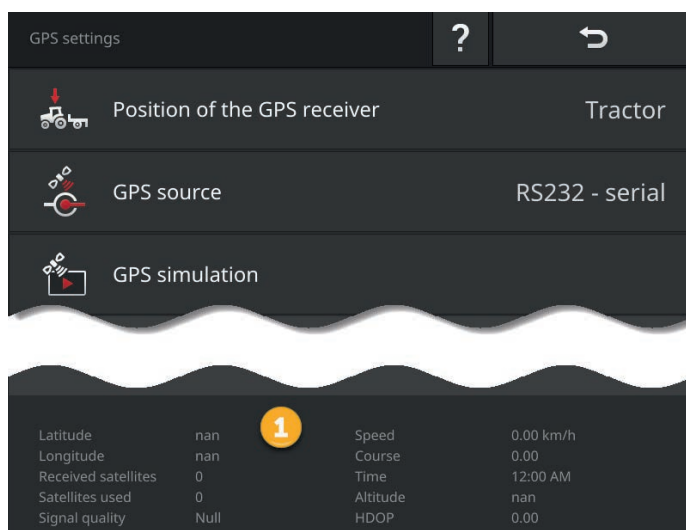 GPS settings ?
Position of the GPS receiver Tractor
GPS source RS232 - serial
GPS simulation
1
Latitude nan Speed 0.00 km/h
Longitude nan Course 0.00
Received satellites 0 Time 12:00 AM
Satellites used 0 Altitude nan
Signal quality Null HDOP 0.00